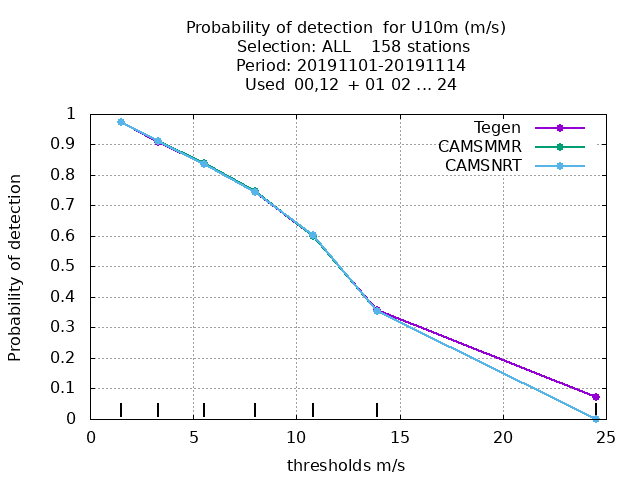 Probability of detection  for U10m (m/s)
Selection: ALL    158 stations
Period: 20191101-20191114
Used  00,12  + 01 02 ... 24
Tegen
CAMSMMR
CAMSNRT
Probability of detection
1
0.9
0.8
0.7
0.6
0.5
0.4
0.3
0.2
0.1
0
0 5 10 15 20 25
thresholds m/s